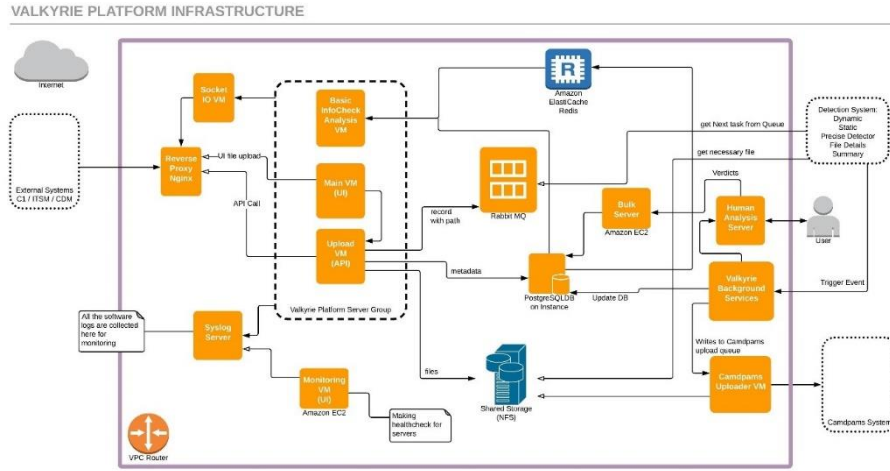 VALKYRIE PLATFORM INFRASTRUCTURE
Internet
External Systems
C1 / ITSM / CDM
Socket
IO VM
Reverse
Proxy
Nginx
UI file upload
API Call
Basic
InfoCheck
Analysis
VM
Main VM
(UI)
Upload
VM
(API)
Valkyrie Platform Server Group
R
Amazon
ElastiCache
Redis
Rabbit MQ
record
with path
metadata
files
get Next task from Queue
get necessary file
Detection System:
Dynamic
Static
Precise Detector
File Details
Summary
Verdicts
Bulk
Server
Amazon EC2
Human
Analysis
Server
User
PostgreSQLDB
on Instance
Update DB
Valkyrie
Background
Services
Trigger Event
Writes to Camdpams
upload queue
Camdpams
Uploader VM
Camdpams System
Shared Storage
(NFS)
All the software
logs are collected
here for
monitoring
Syslog
Server
Monitoring
VM
(UI)
Amazon EC2
Making
healthcheck for
servers
VPC Router